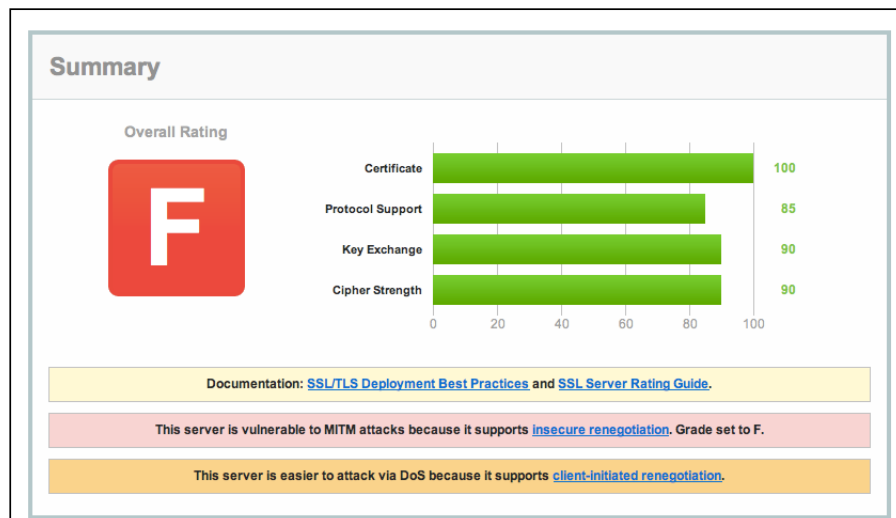 Summary
Overall Rating
F
Certificate
100
Protocol Support
85
Key Exchange
90
Cipher Strength
90
0 20 40 60 80 100
Documentation: SSL/TLS Deployment Best Practices and SSL Server Rating Guide.
This server is vulnerable to MITM attacks because it supports insecure renegotiation. Grade set to F.
This server is easier to attack via DoS because it supports client-initiated renegotiation.